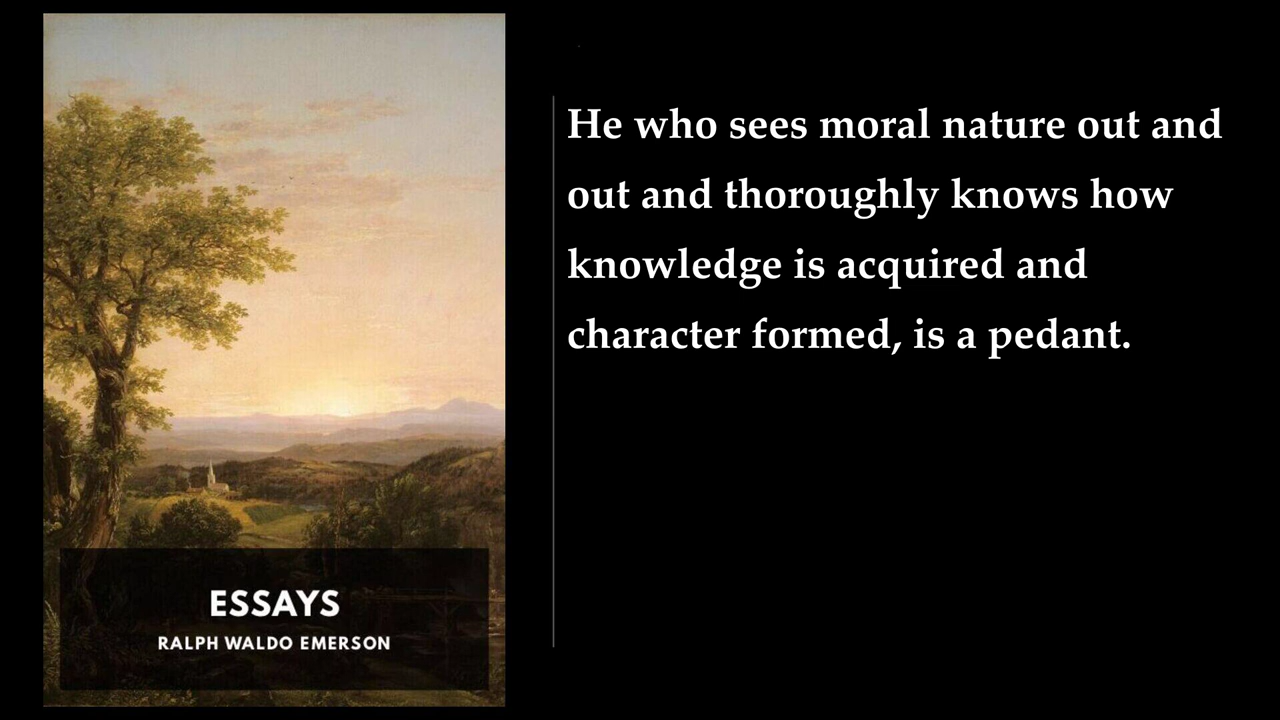 ESSAYS
RALPH WALDO EMERSON
He who sees moral nature out and
out and thoroughly knows how
knowledge is acquired and
character formed, is a pedant.